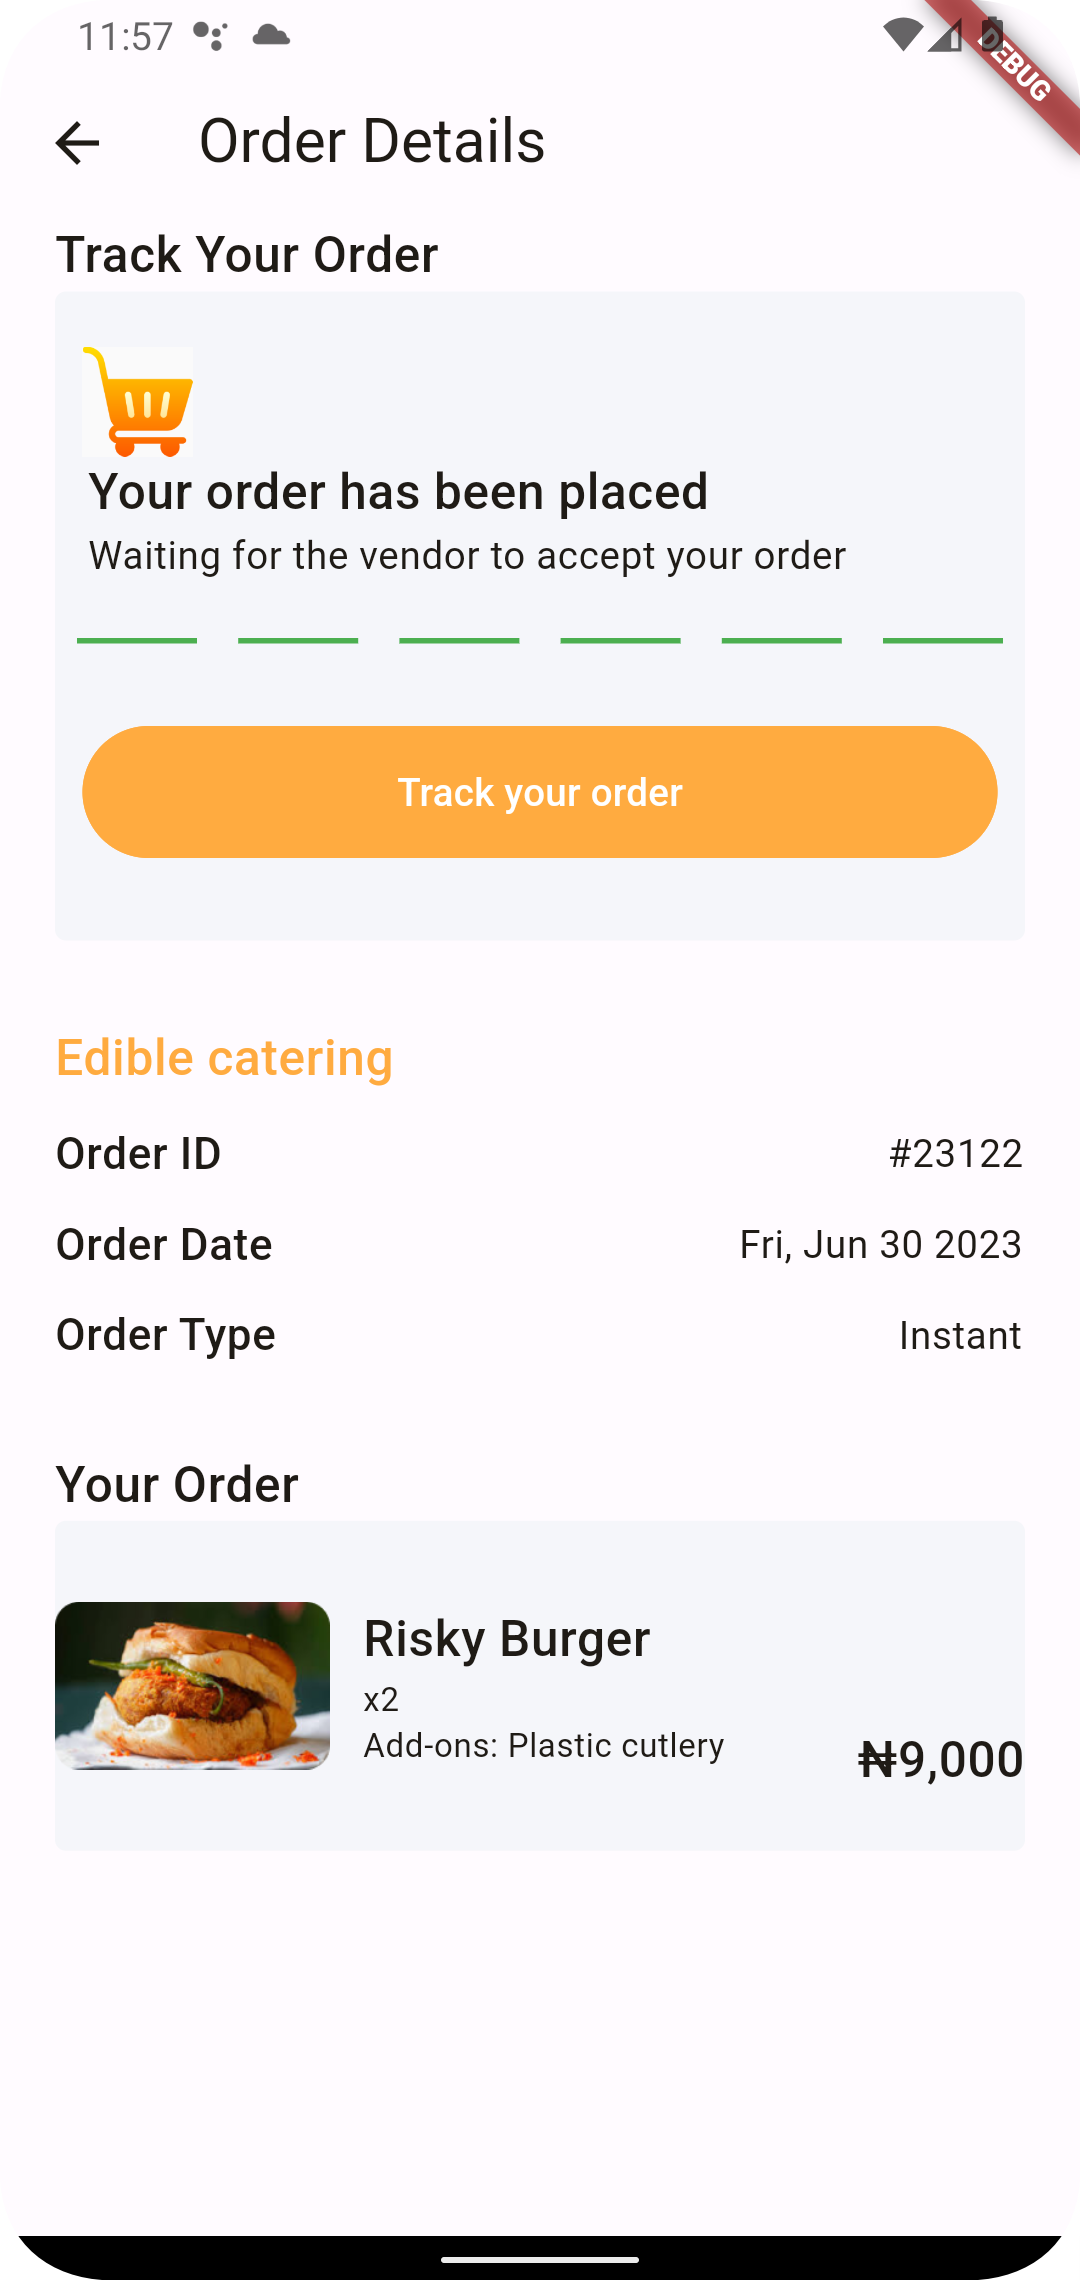 11:57
DEBUG
Order Details
Track Your Order
Your order has been placed
Waiting for the vendor to accept your order
Track your order
Edible catering
Order ID #23122
Order Date Fri, Jun 30 2023
Order Type Instant
Your Order
Risky Burger
x2
Add-ons: Plastic cutlery
₦9,000